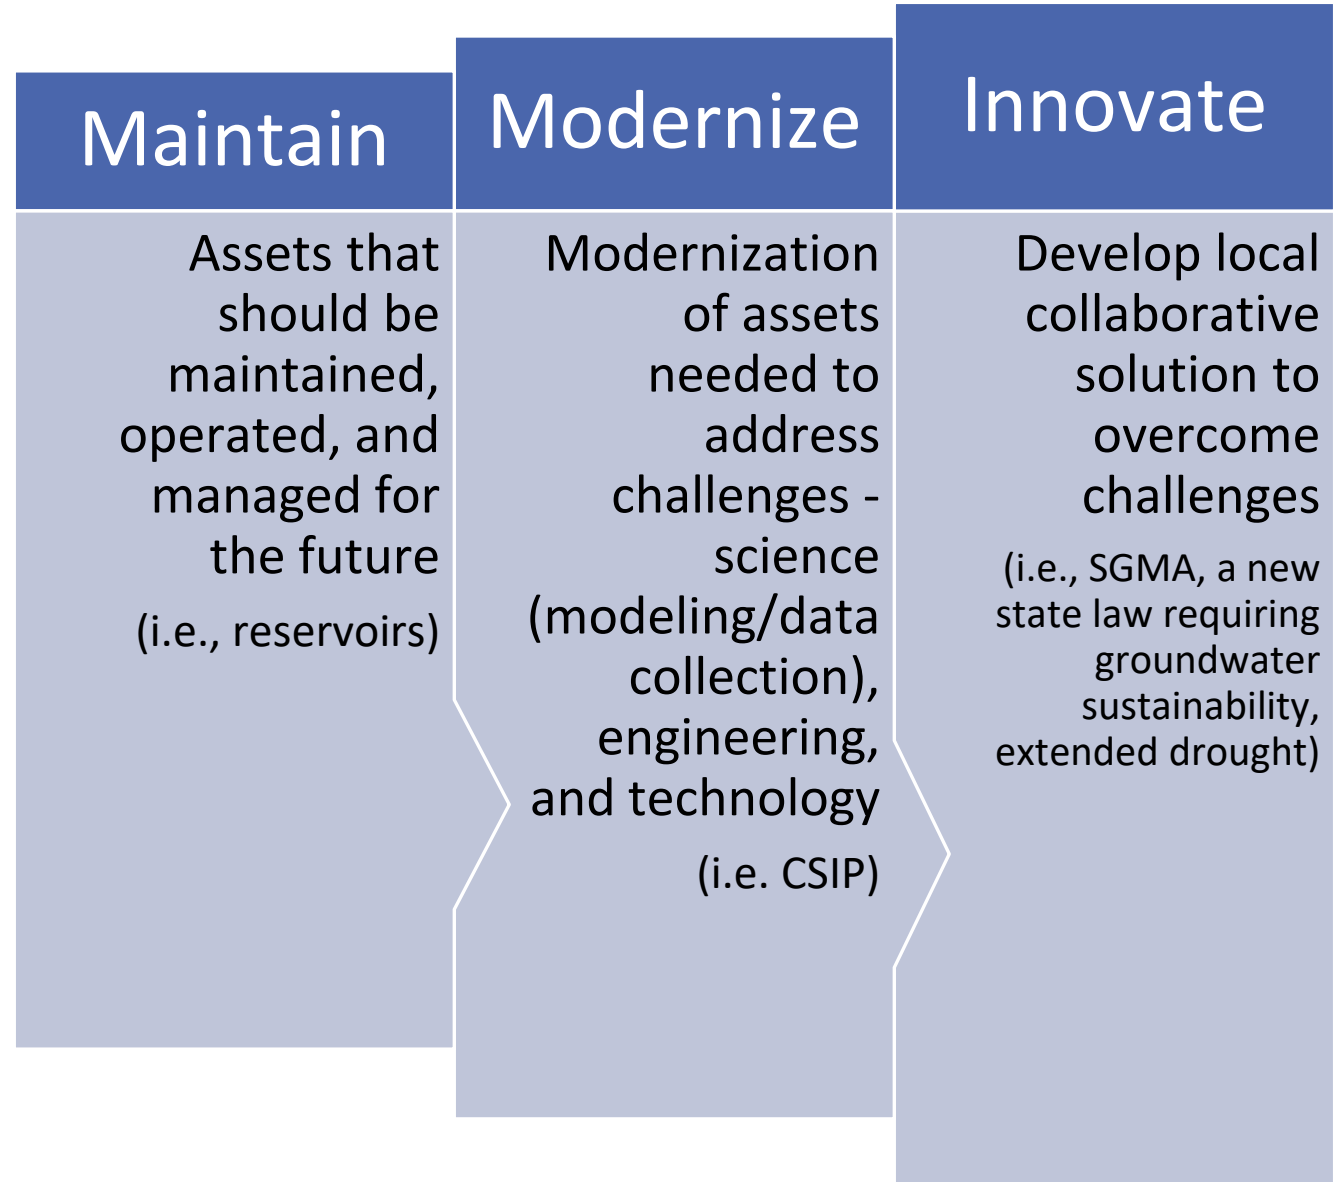 Maintain
Assets that
should be
maintained,
operated, and
managed for
the future
(i.e., reservoirs)
Modernize
Modernization
of assets
needed to
address
challenges -
science
(modeling/data
collection),
engineering,
and technology
(i.e. CSIP)
Innovate
Develop local
collaborative
solution to
overcome
challenges
(i.e., SGMA, a new
state law requiring
groundwater
sustainability,
extended drought)